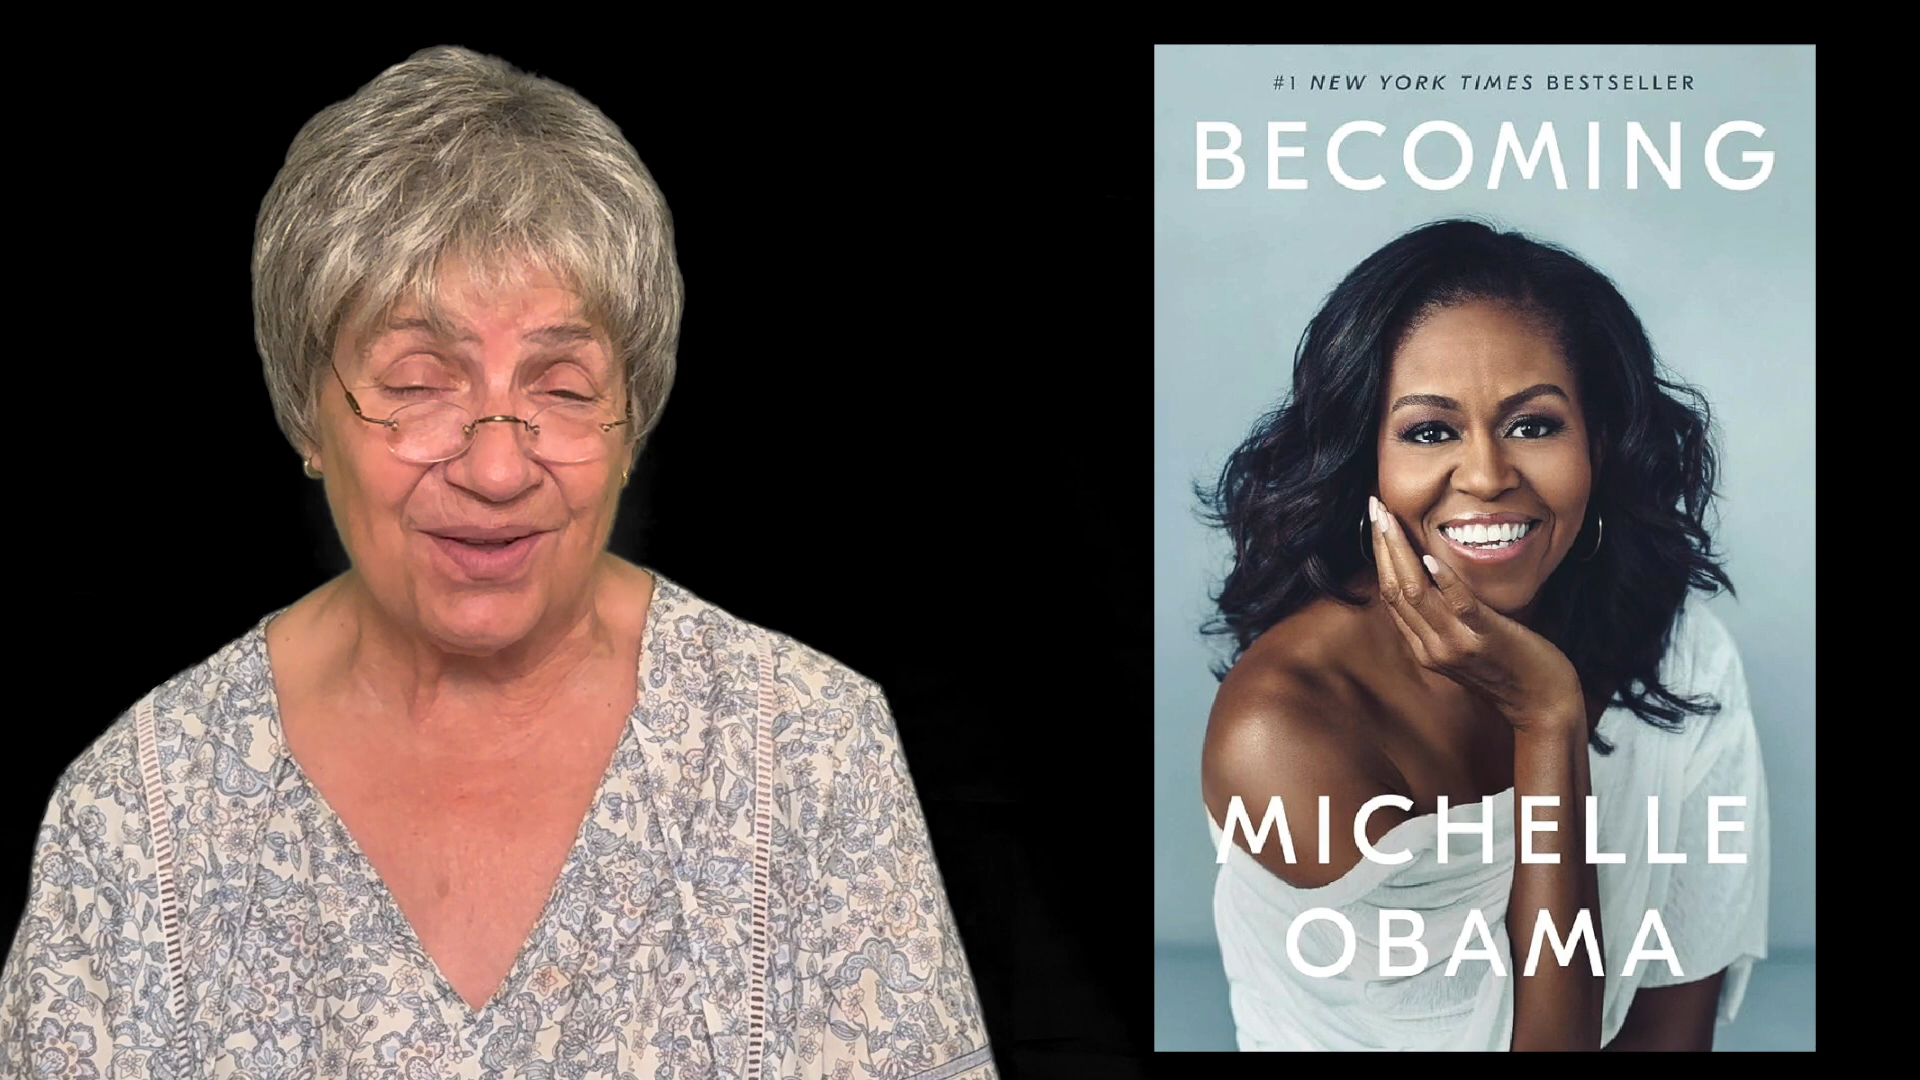 #1 NEW YORK TIMES BESTSELLER
BECOMING
MICHELLE
OBAMA